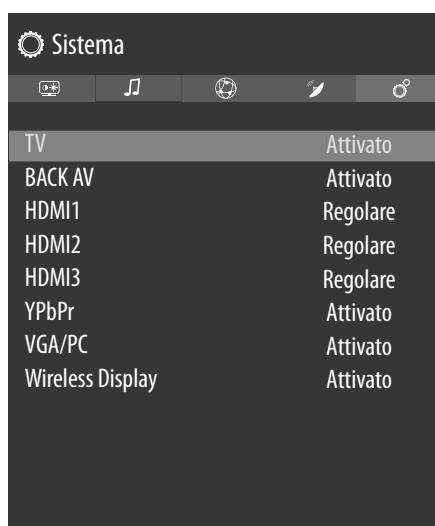 Sistema
TV Attivato
BACK AV Attivato
HDMI1 Regolare
HDMI2 Regolare
HDMI3 Regolare
YPbPr Attivato
VGA/PC Attivato
Wireless Display Attivato